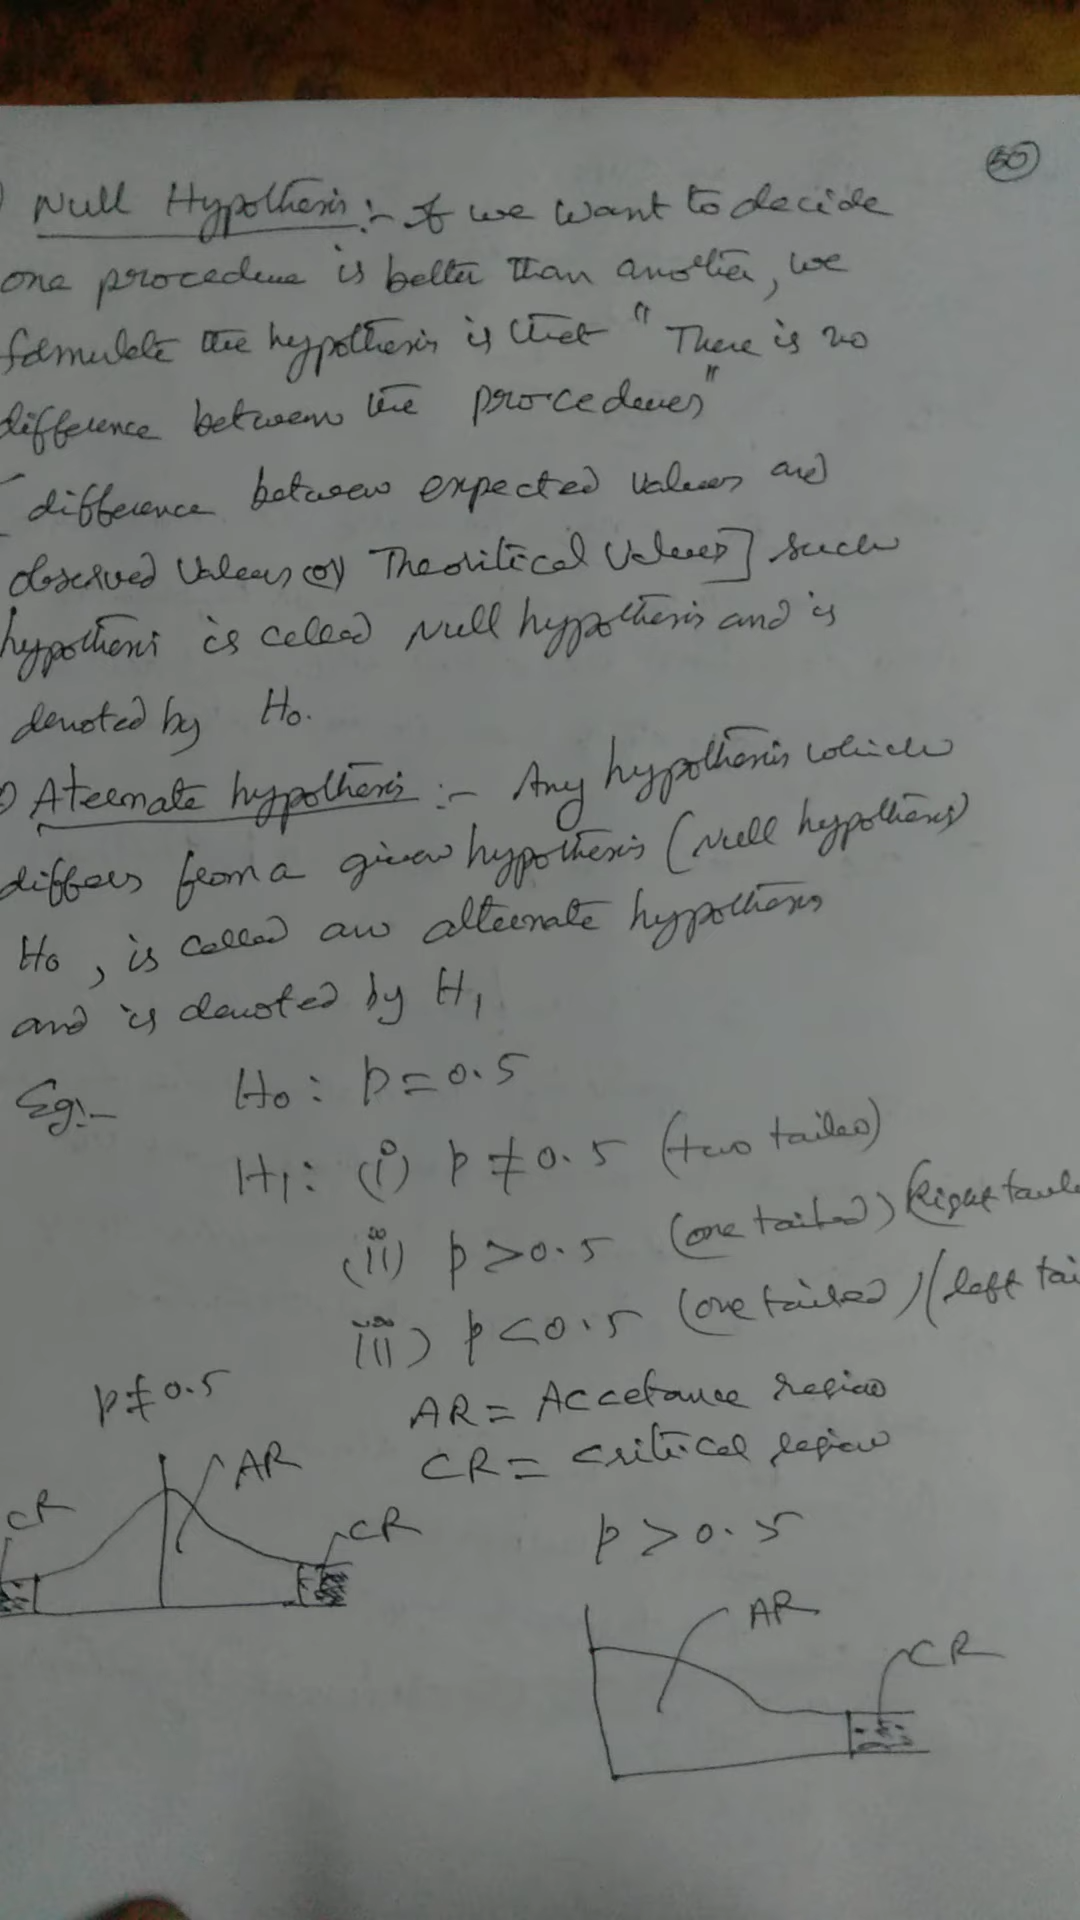 50
Null Hypothesis :- If we want to decide
one procedure is better than another, we
formulate the hypothesis is that "There is no
difference between the procedures"
[difference between expected values and
observed values (or) Theoritical Values] such
hypothesis is called Null hypothesis and is
denoted by H0.
Aternate hypothesis :- Any hypothesis which
differs from a given hypothesis (Null hypothesis)
H0, is called an alternate hypothesis
and is denoted by H1
Eg:- H0 : p = 0.5
H1 : (i) p ≠ 0.5 (two tailed)
(ii) p > 0.5 (one tailed) (Right taile
iii) p < 0.5 (one tailed) (left tai
p ≠ 0.5
AR = Accetance region
CR = critical region
AR
CR
CR
p > 0.5
AR
CR